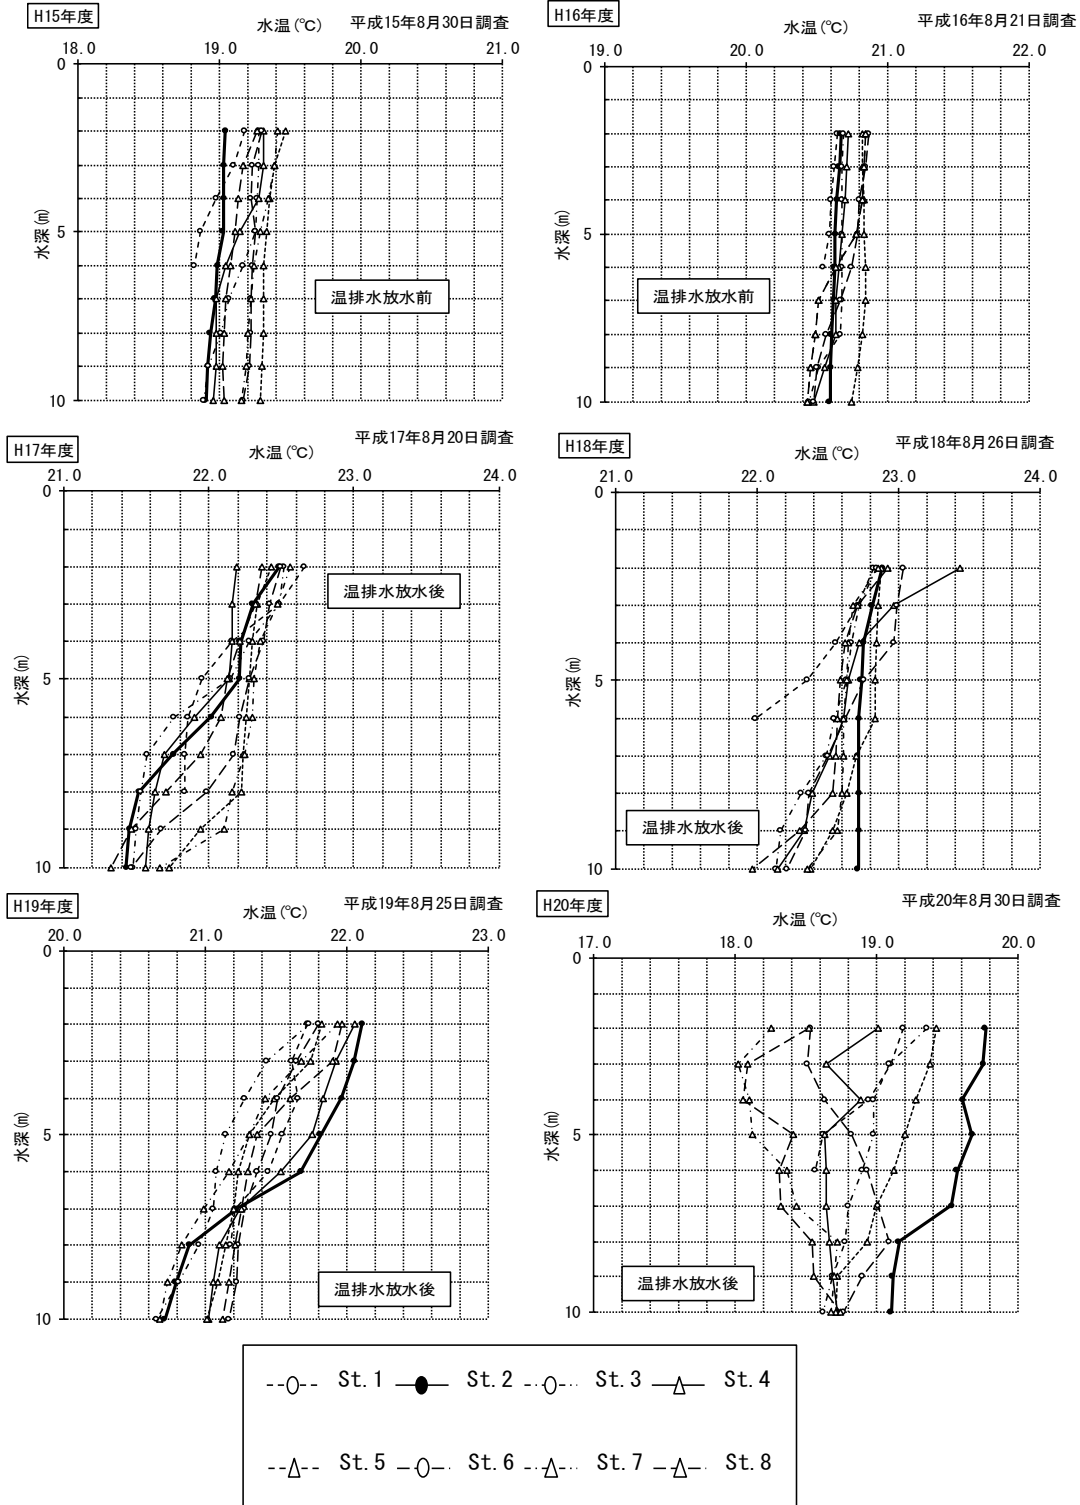 H15年度
水温(℃)
平成15年8月30日調査
18.0 19.0 20.0 21.0
0
5
10
水深(m)
温排水放水前
H16年度
水温(℃)
平成16年8月21日調査
19.0 20.0 21.0 22.0
0
5
10
水深(m)
温排水放水前
H17年度
水温(℃)
平成17年8月20日調査
21.0 22.0 23.0 24.0
0
5
10
水深(m)
温排水放水後
H18年度
水温(℃)
平成18年8月26日調査
21.0 22.0 23.0 24.0
0
5
10
水深(m)
温排水放水後
H19年度
水温(℃)
平成19年8月25日調査
20.0 21.0 22.0 23.0
0
5
10
水深(m)
温排水放水後
H20年度
水温(℃)
平成20年8月30日調査
17.0 18.0 19.0 20.0
0
5
10
水深(m)
温排水放水後
St.1 St.2 St.3 St.4
St.5 St.6 St.7 St.8